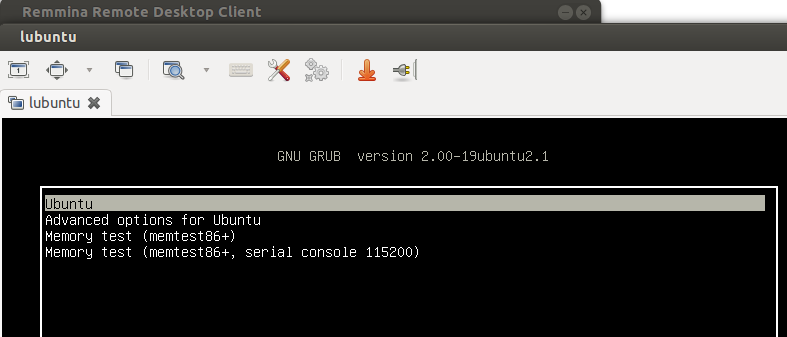 Remmina Remote Desktop Client
lubuntu
lubuntu
GNU GRUB  version 2.00-19ubuntu2.1
Ubuntu
Advanced options for Ubuntu
Memory test (memtest86+)
Memory test (memtest86+, serial console 115200)